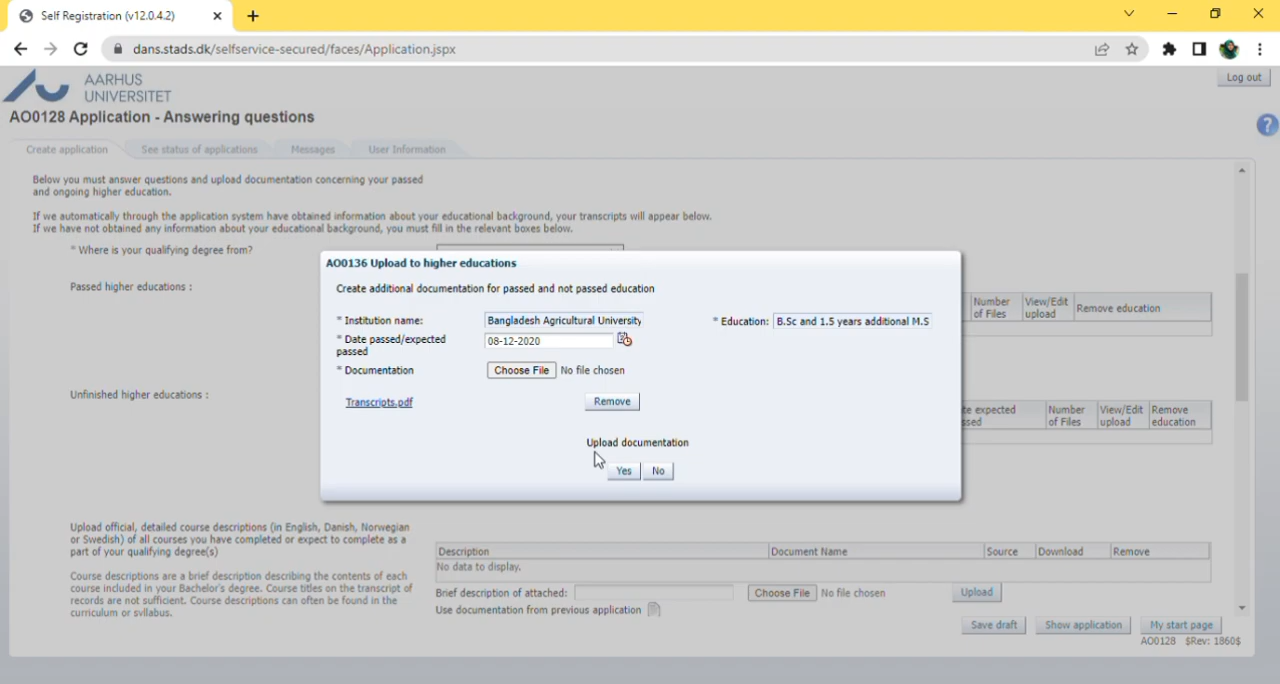 Self Registration (v12.0.4.2)
dans.stads.dk/selfservice-secured/faces/Application.jspx
AARHUS
UNIVERSITET
Log out
AO0128 Application - Answering questions
Create application
See status of applications
Messages
User Information
Below you must answer questions and upload documentation concerning your passed
and ongoing higher education.
If we automatically through the application system have obtained information about your educational background, your transcripts will appear below.
If we have not obtained any information about your educational background, you must fill in the relevant boxes below.
* Where is your qualifying degree from?
AO0136 Upload to higher educations
Create additional documentation for passed and not passed education
* Institution name: Bangladesh Agricultural University
* Education: B.Sc and 1.5 years additional M.S
* Date passed/expected
passed
08-12-2020
* Documentation
Choose File No file chosen
Transcripts.pdf
Remove
Upload documentation
Yes No
Passed higher educations :
Number
of Files
View/Edit
upload
Remove education
Unfinished higher educations :
te expected
ssed
Number
of Files
View/Edit
upload
Remove
education
Upload official, detailed course descriptions (in English, Danish, Norwegian
or Swedish) of all courses you have completed or expect to complete as a
part of your qualifying degree(s)
Course descriptions are a brief description describing the contents of each
course included in your Bachelor's degree. Course titles on the transcript of
records are not sufficient. Course descriptions can often be found in the
curriculum or syllabus.
Description
Document Name
Source
Download
Remove
No data to display.
Brief description of attached:
Choose File No file chosen
Upload
Use documentation from previous application
Save draft
Show application
My start page
AO0128 $Rev: 1860$